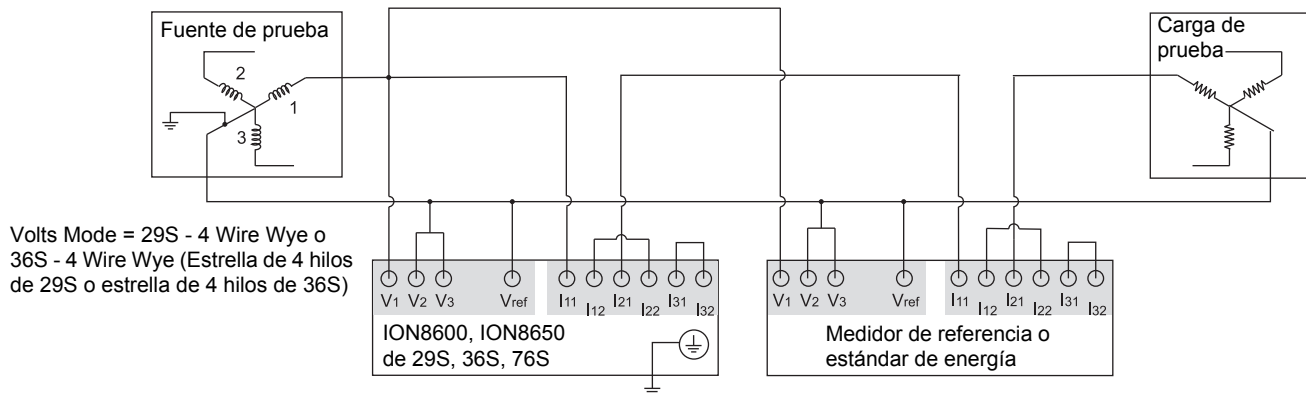 Fuente de prueba
2
1
3
Carga de
prueba
Volts Mode = 29S - 4 Wire Wye o
36S - 4 Wire Wye (Estrella de 4 hilos
de 29S o estrella de 4 hilos de 36S)
V1 V2 V3 Vref I11 I12 I21 I22 I31 I32
ION8600, ION8650
de 29S, 36S, 76S
V1 V2 V3 Vref I11 I12 I21 I22 I31 I32
Medidor de referencia o
estándar de energía